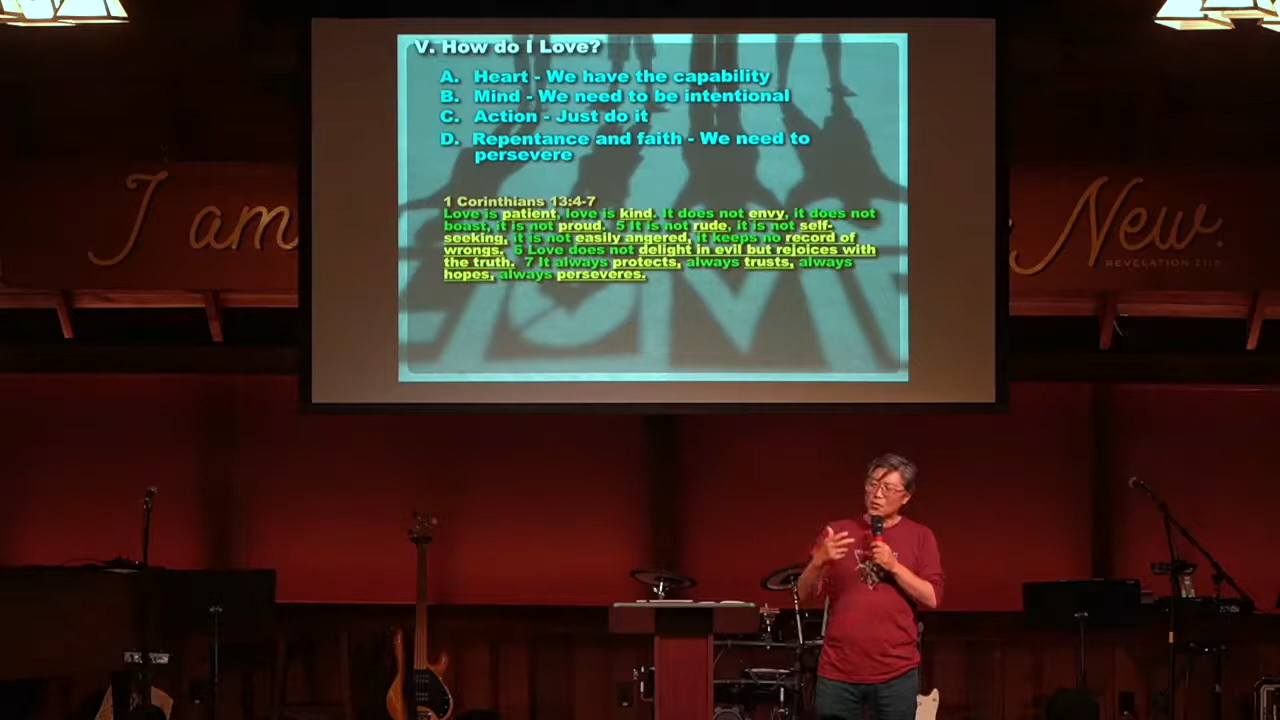 V. How do I Love?
A. Heart - We have the capability
B. Mind - We need to be intentional
C. Action - Just do it
D. Repentance and faith - We need to
persevere
1 Corinthians 13:4-7
Love is patient, love is kind. It does not envy, it does not
boast, it is not proud. 5 It is not rude, it is not self-
seeking, it is not easily angered, it keeps no record of
wrongs. 6 Love does not delight in evil but rejoices with
the truth. 7 It always protects, always trusts, always
hopes, always perseveres.
I am
New.
REVELATION 21:5